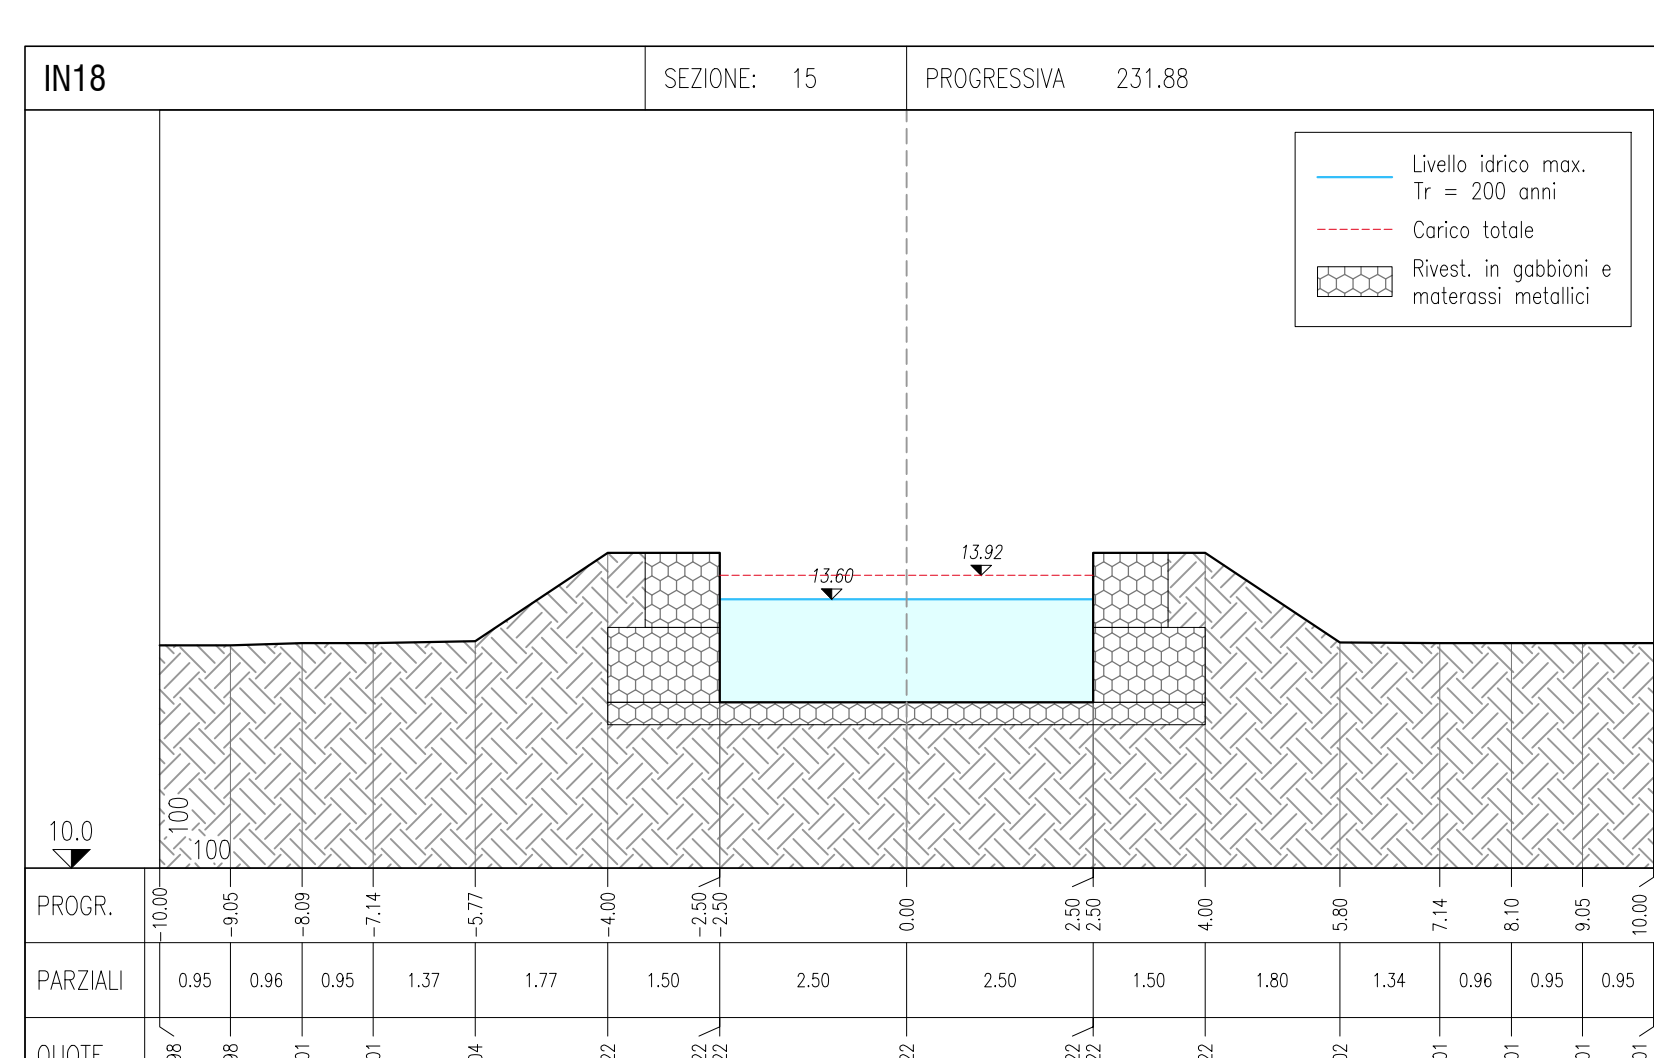 IN18
SEZIONE: 15
PROGRESSIVA 231.88
Livello idrico max.
Tr = 200 anni
Carico totale
Rivest. in gabbioni e
materassi metallici
13.92
13.60
100
100
10.0
PROGR. -10.00 -9.05 -8.09 -7.14 -5.77 -4.00 -2.50 -2.50 0.00 2.50 2.50 4.00 5.80 7.14 8.10 9.05 10.00
PARZIALI 0.95 0.96 0.95 1.37 1.77 1.50 2.50 2.50 1.50 1.80 1.34 0.96 0.95 0.95
QUOTE